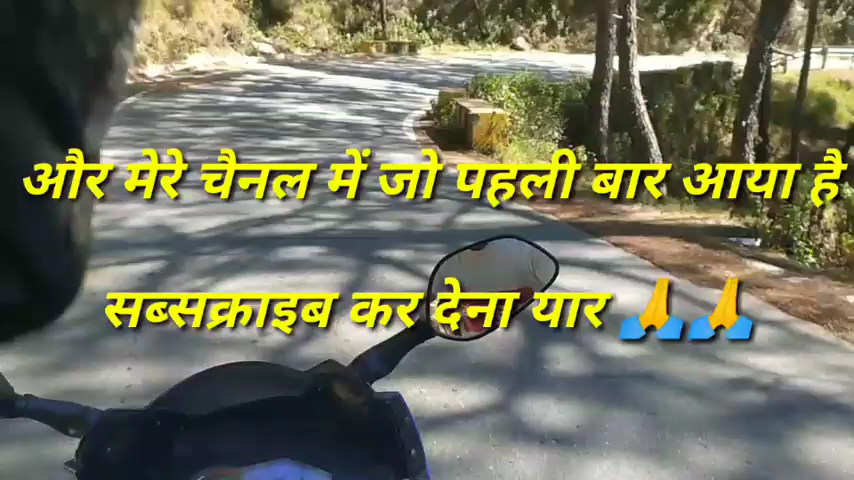 और मेरे चैनल में जो पहली बार आया है
सब्सक्राइब कर देना यार 🙏🙏